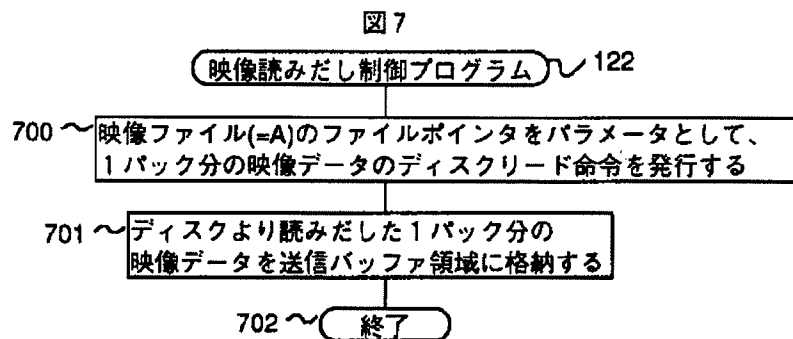 図7
映像読みだし制御プログラム 122
700 映像ファイル(=A)のファイルポインタをパラメータとして、
1パック分の映像データのディスクリード命令を発行する
701 ディスクより読みだした1パック分の
映像データを送信バッファ領域に格納する
702 終了